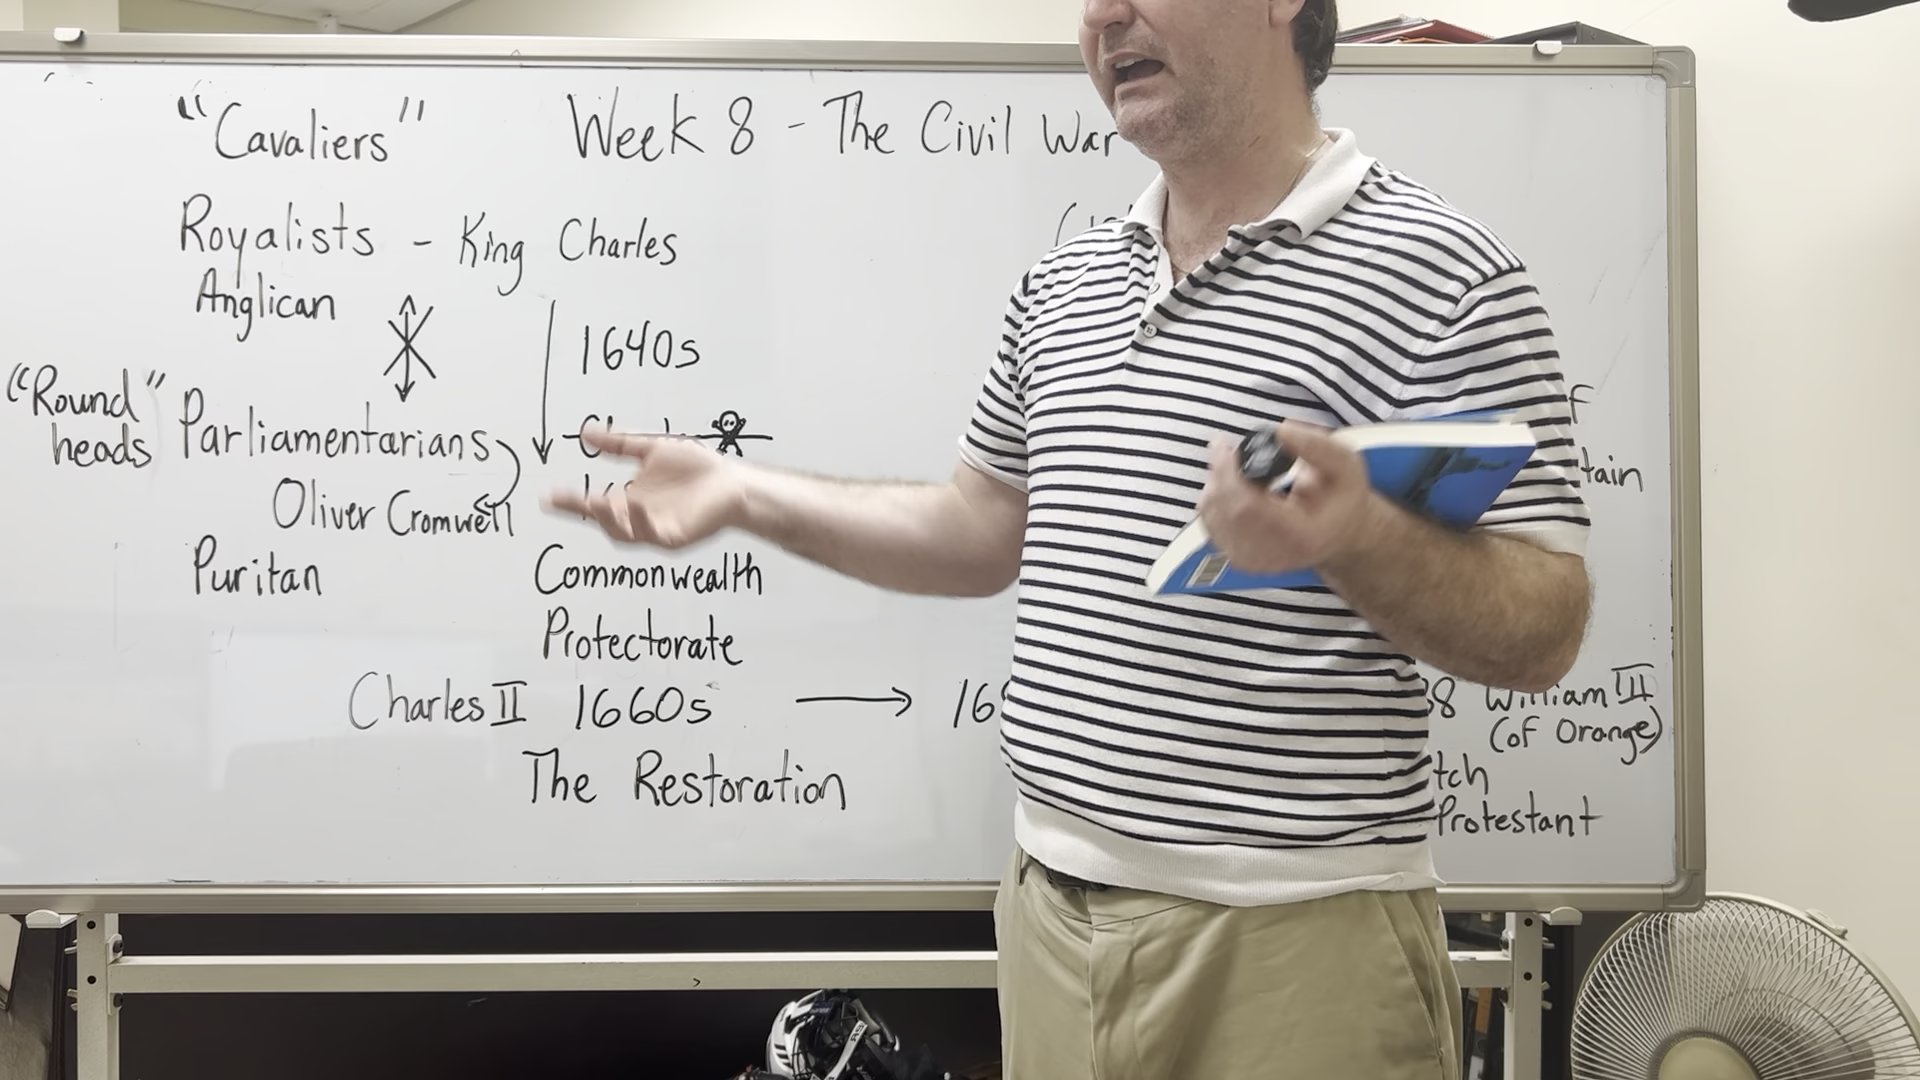 "Cavaliers"
Week 8 - The Civil War
Royalists - King Charles
Anglican
1640s
"Round heads"
Parliamentarians
Oliver Cromwell
Puritan
Commonwealth
Protectorate
Charles II 1660s
William III
(of Orange)
The Restoration
Protestant